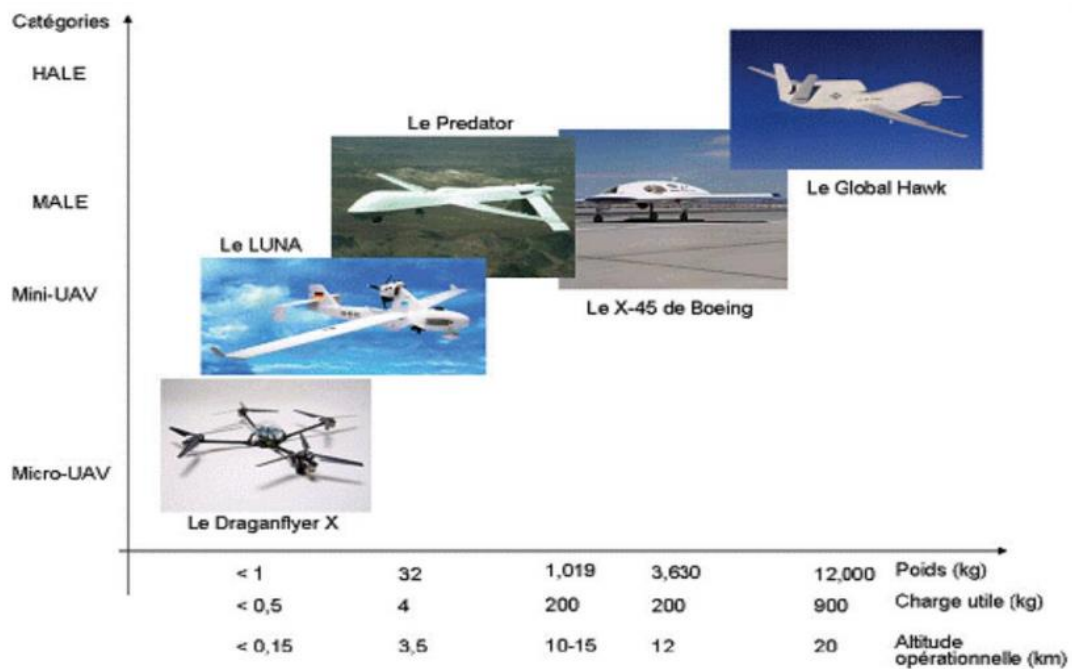 Catégories
HALE
Le Predator
Le Global Hawk
MALE
Le LUNA
Mini-UAV
Le X-45 de Boeing
Micro-UAV
Le Draganflyer X
< 1 32 1,019 3,630 12,000 Poids (kg)
< 0,5 4 200 200 900 Charge utile (kg)
< 0,15 3,5 10-15 12 20 Altitude
opérationnelle (km)